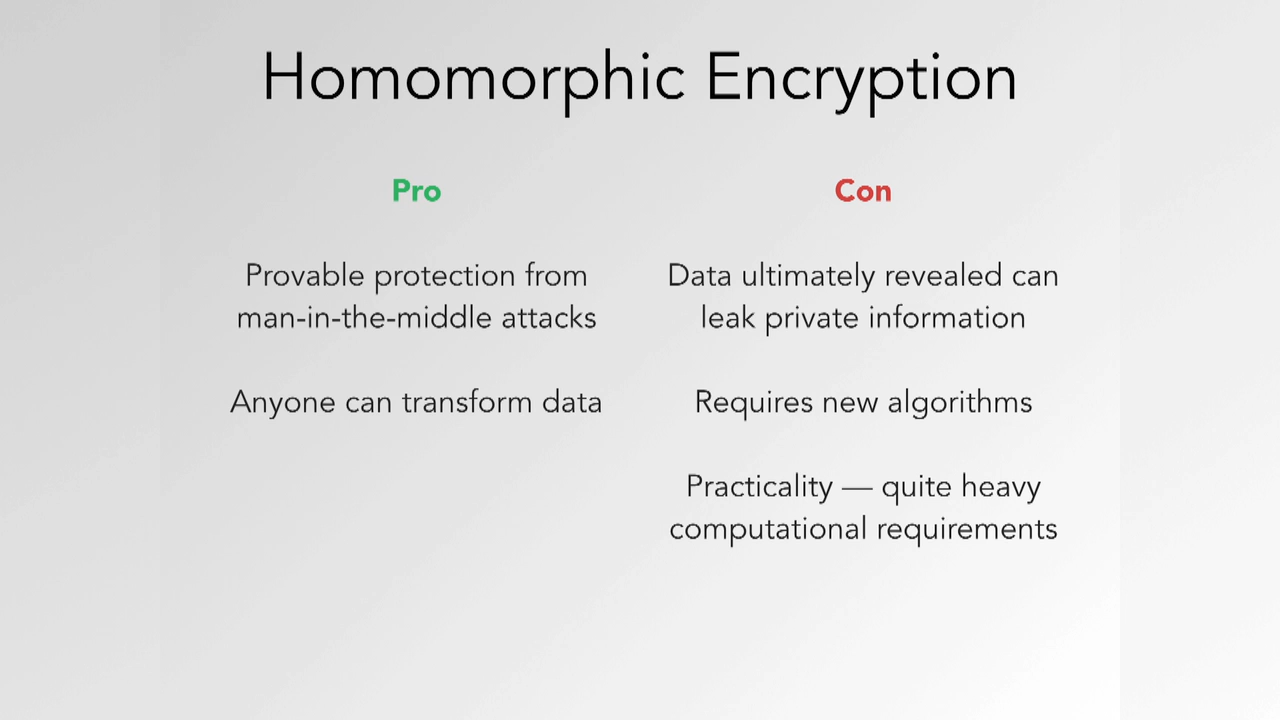 Homomorphic Encryption
Pro
Provable protection from
man-in-the-middle attacks
Anyone can transform data
Con
Data ultimately revealed can
leak private information
Requires new algorithms
Practicality — quite heavy
computational requirements